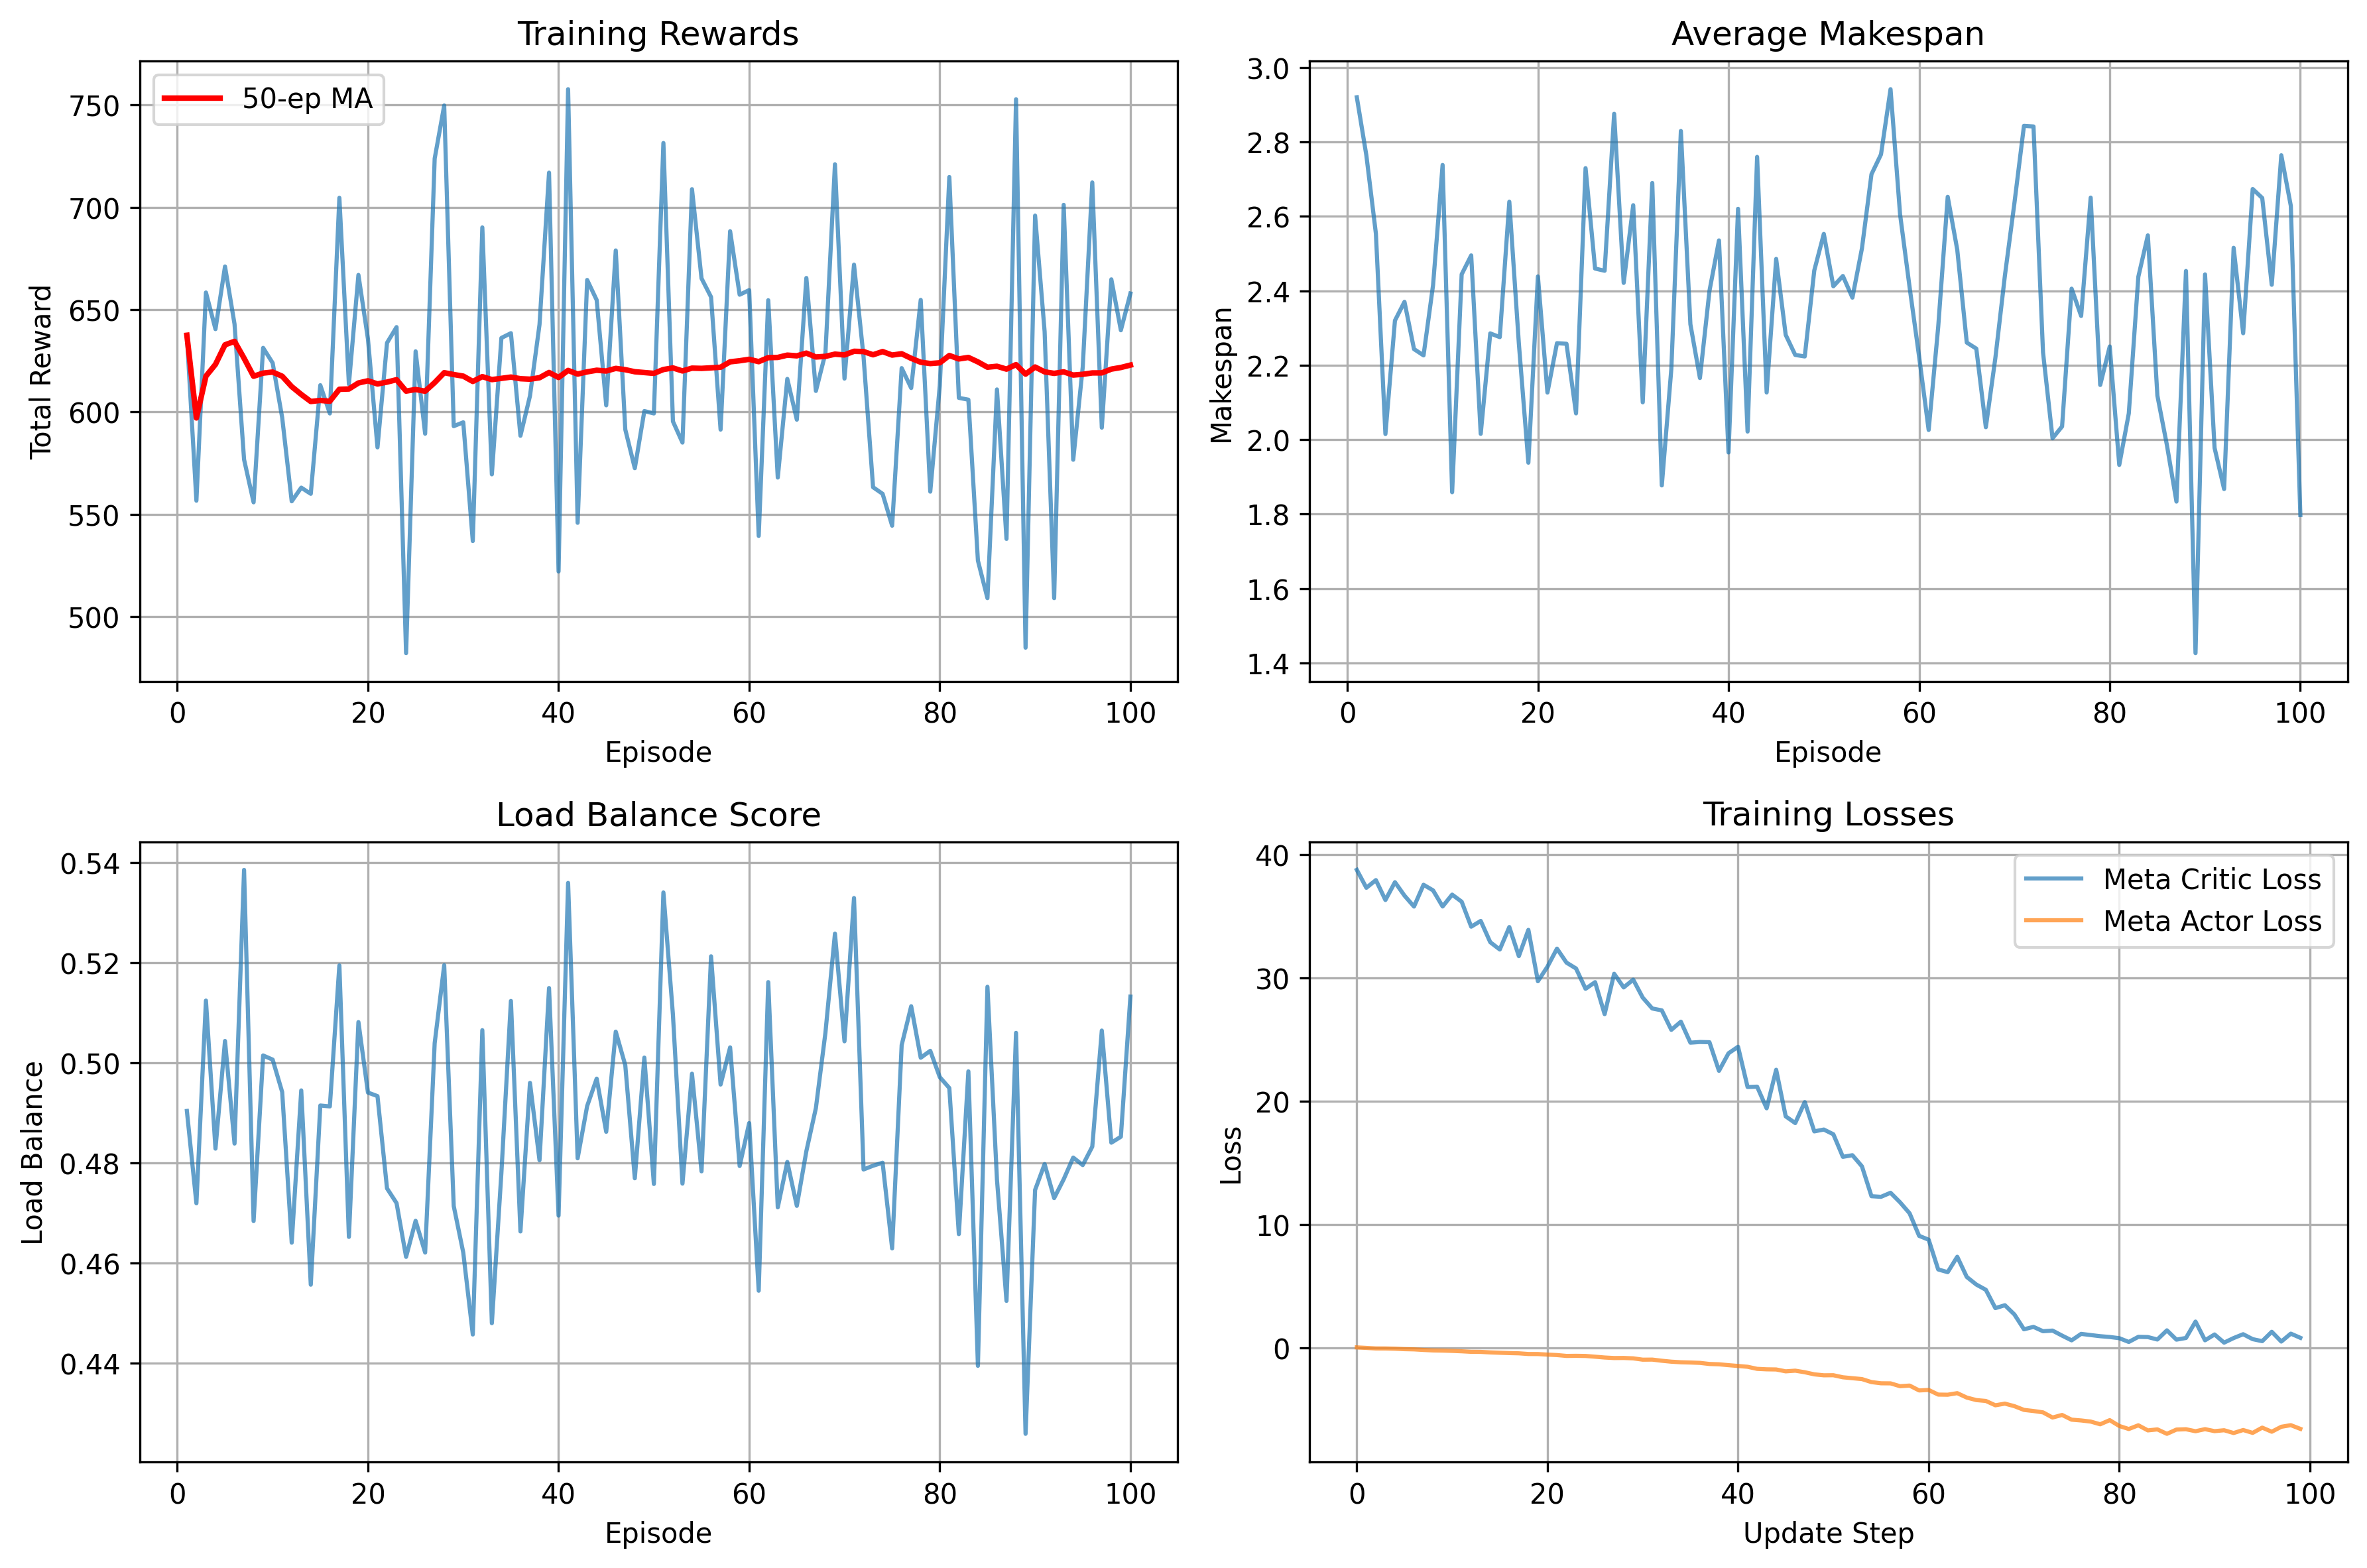 Training Rewards
50-ep MA
750
700
650
600
550
500
Total Reward
0 20 40 60 80 100
Episode
Average Makespan
3.0
2.8
2.6
2.4
2.2
2.0
1.8
1.6
1.4
Makespan
0 20 40 60 80 100
Episode
Load Balance Score
0.54
0.52
0.50
0.48
0.46
0.44
Load Balance
0 20 40 60 80 100
Episode
Training Losses
Meta Critic Loss
Meta Actor Loss
40
30
20
10
0
Loss
0 20 40 60 80 100
Update Step